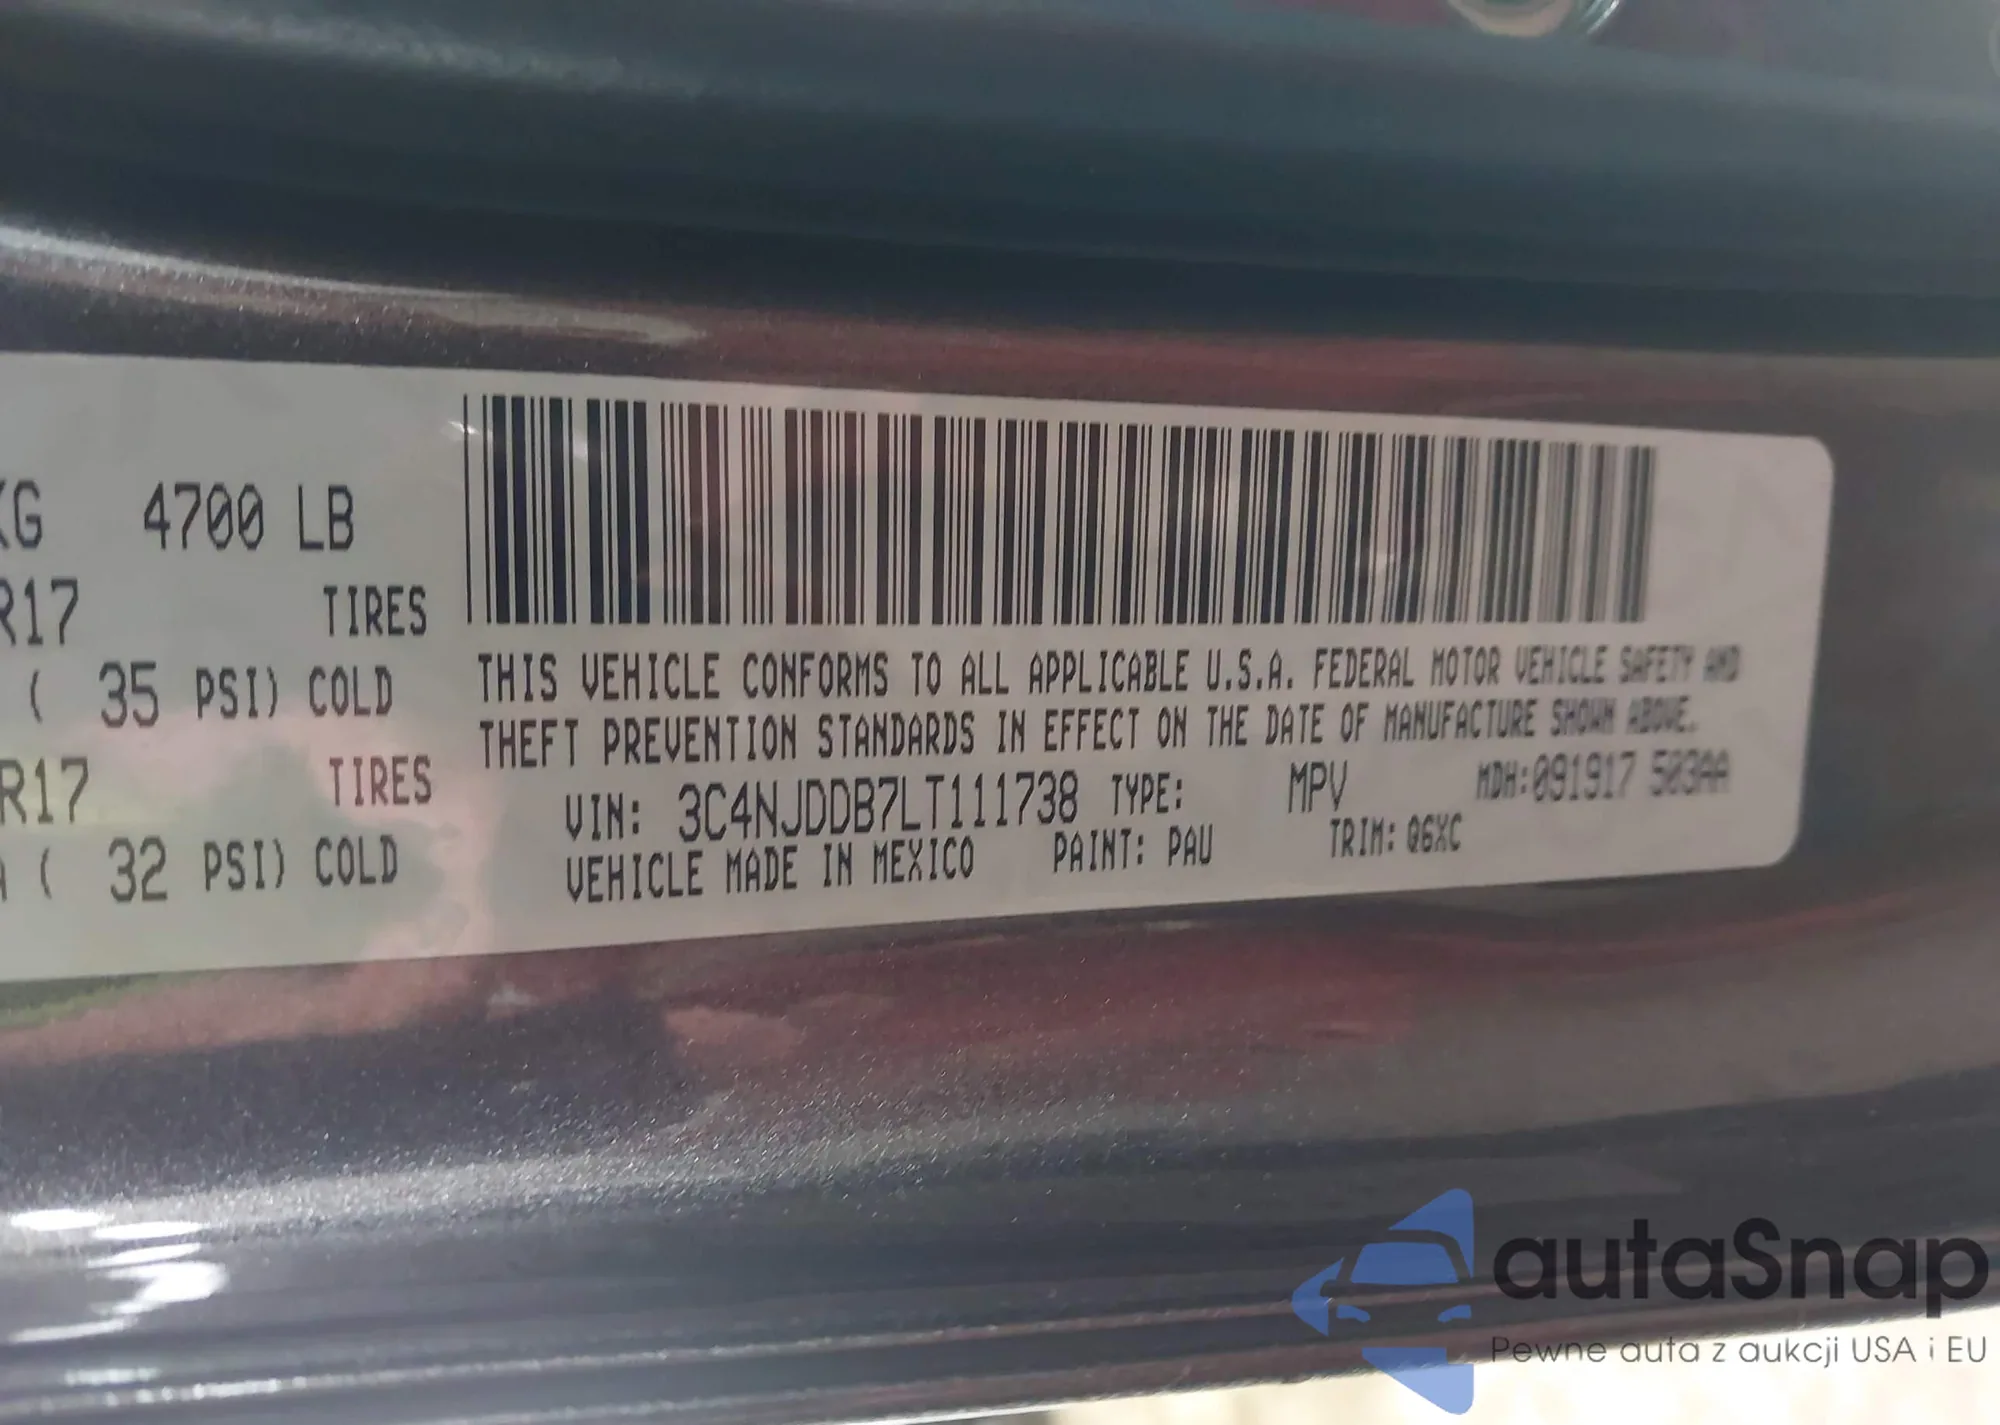 KG 4700 LB
R17 TIRES
( 35 PSI) COLD
R17 TIRES
A ( 32 PSI) COLD
THIS VEHICLE CONFORMS TO ALL APPLICABLE U.S.A. FEDERAL MOTOR VEHICLE SAFETY AND
THEFT PREVENTION STANDARDS IN EFFECT ON THE DATE OF MANUFACTURE SHOWN ABOVE.
VIN: 3C4NJDDB7LT111738 TYPE: MPV MDH:091917 503AA
VEHICLE MADE IN MEXICO PAINT: PAU TRIM: Q6XC
autaSnap
Pewne auta z aukcji USA i EU